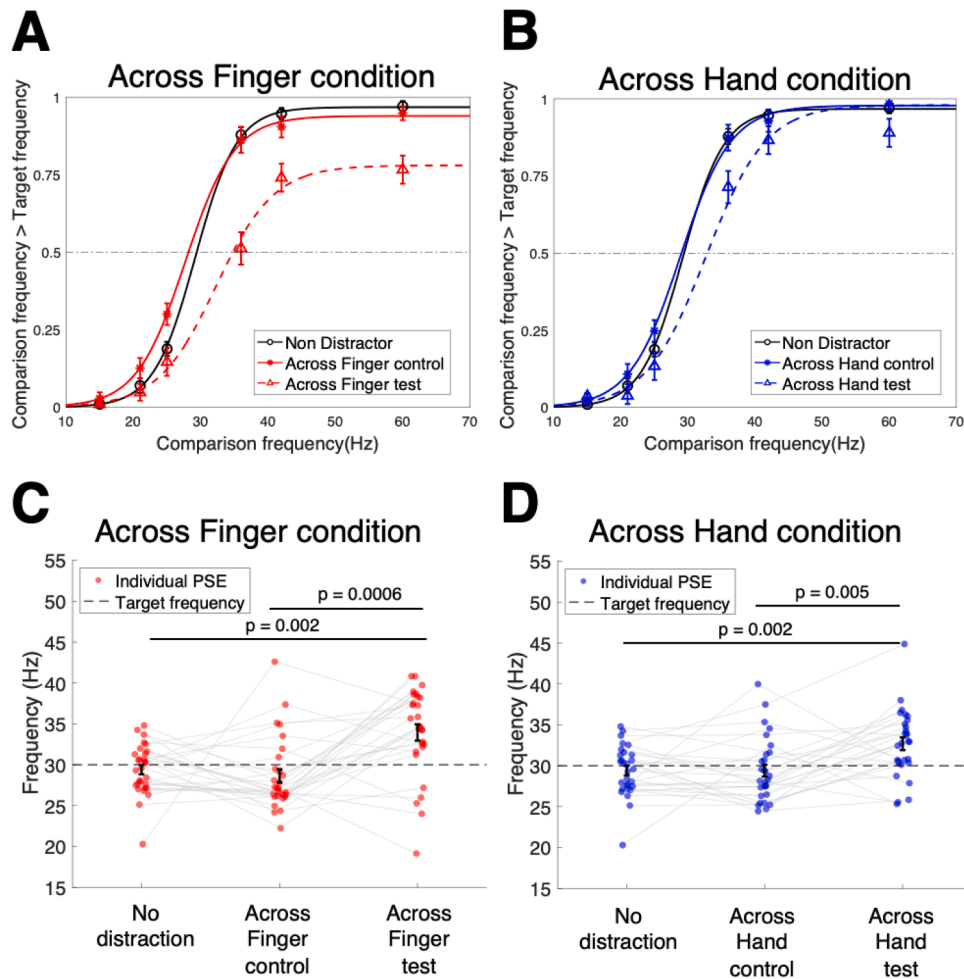 A
Across Finger condition
Comparison frequency > Target frequency
1
0.75
0.5
0.25
0
10
20
30
40
50
60
70
Comparison frequency(Hz)
Non Distractor
Across Finger control
Across Finger test
B
Across Hand condition
Comparison frequency > Target frequency
1
0.75
0.5
0.25
0
10
20
30
40
50
60
70
Comparison frequency(Hz)
Non Distractor
Across Hand control
Across Hand test
C
Across Finger condition
Frequency (Hz)
55
50
45
40
35
30
25
20
15
Individual PSE
Target frequency
p = 0.0006
p = 0.002
No
distraction
Across
Finger
control
Across
Finger
test
D
Across Hand condition
Frequency (Hz)
55
50
45
40
35
30
25
20
15
Individual PSE
Target frequency
p = 0.005
p = 0.002
No
distraction
Across
Hand
control
Across
Hand
test